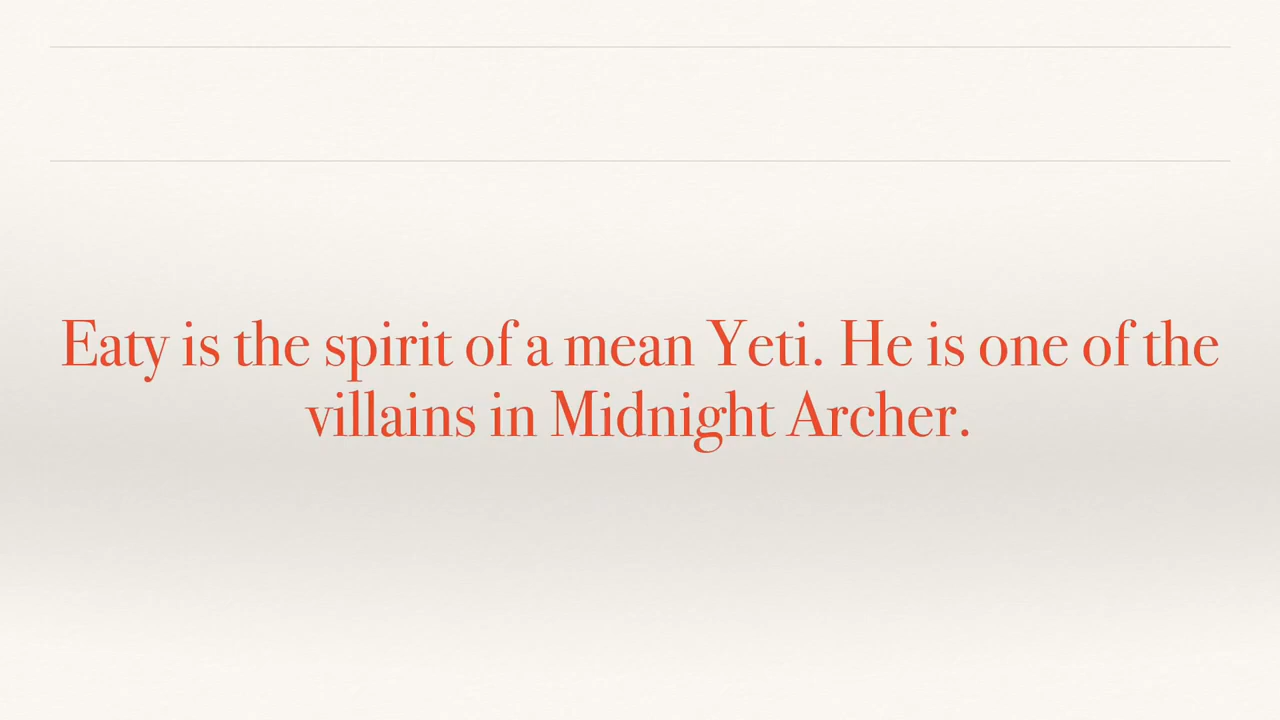 Eaty is the spirit of a mean Yeti. He is one of the
villains in Midnight Archer.